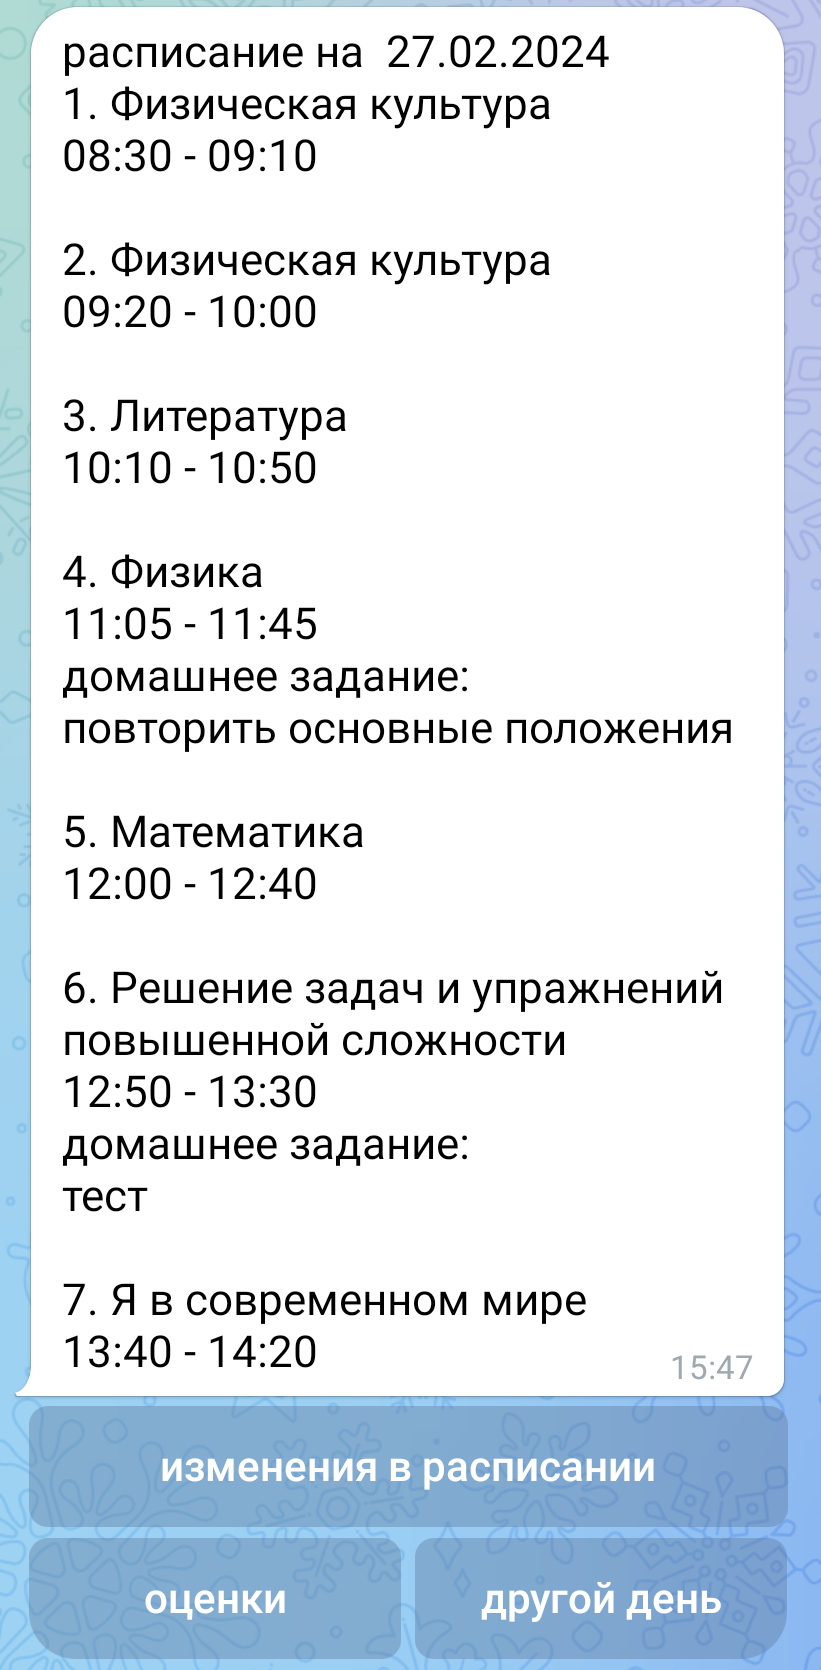 расписание на  27.02.2024
1. Физическая культура
08:30 - 09:10
2. Физическая культура
09:20 - 10:00
3. Литература
10:10 - 10:50
4. Физика
11:05 - 11:45
домашнее задание:
повторить основные положения
5. Математика
12:00 - 12:40
6. Решение задач и упражнений
повышенной сложности
12:50 - 13:30
домашнее задание:
тест
7. Я в современном мире
13:40 - 14:20
15:47
изменения в расписании
оценки
другой день